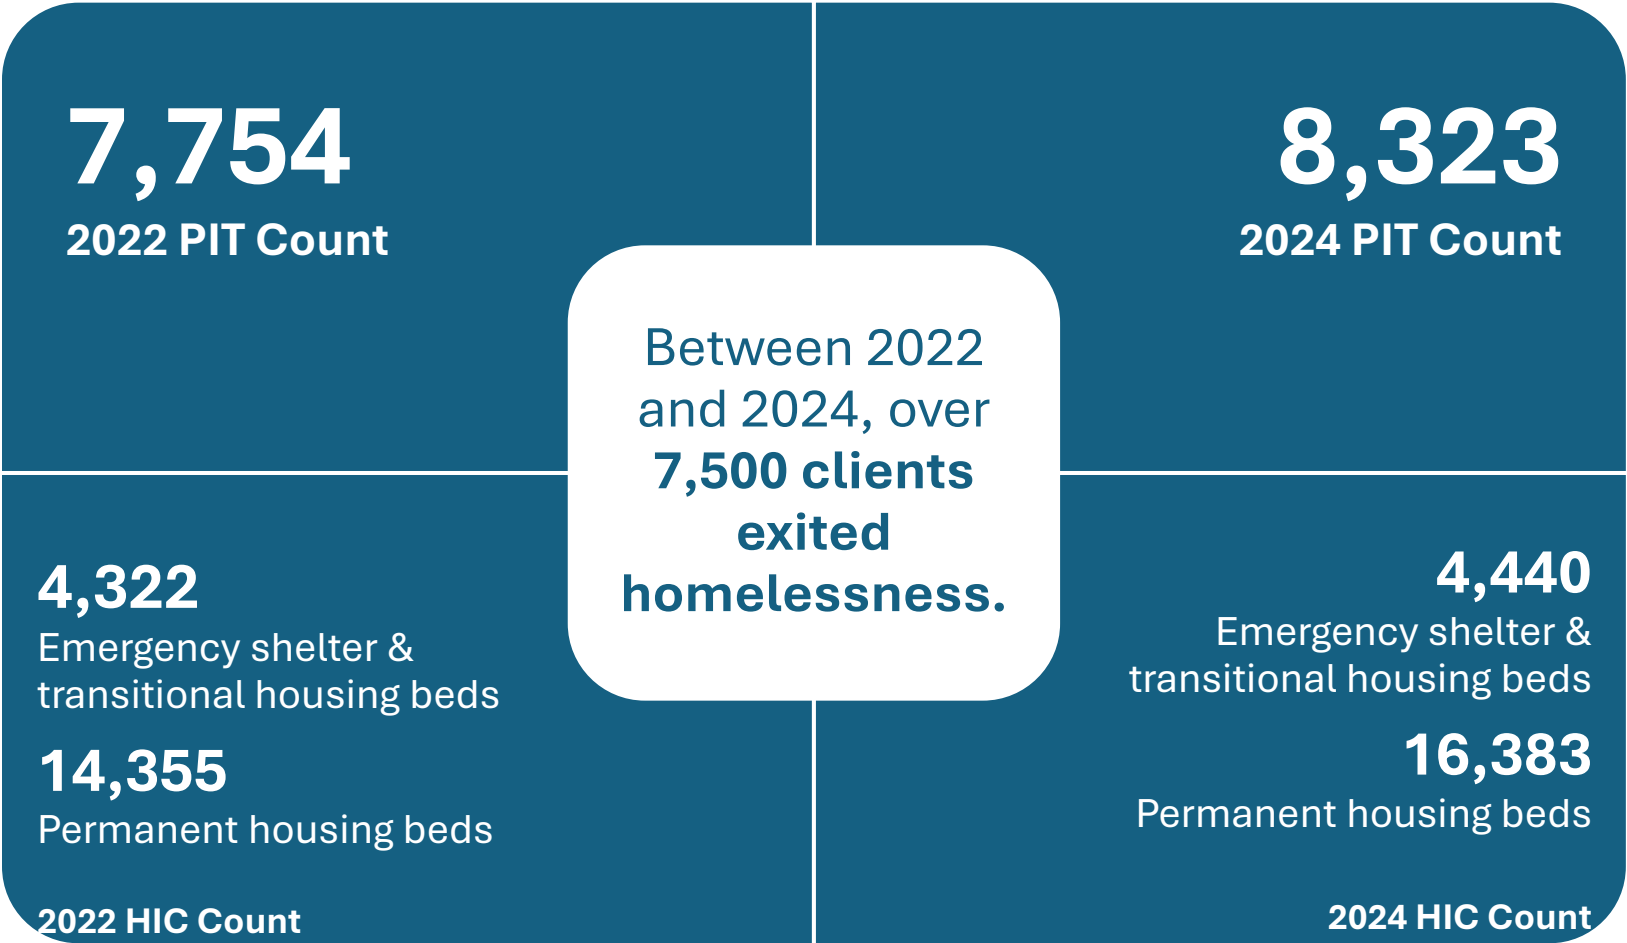 7,754
2022 PIT Count
8,323
2024 PIT Count
Between 2022
and 2024, over
7,500 clients
exited
homelessness.
4,322
Emergency shelter &
transitional housing beds
14,355
Permanent housing beds
2022 HIC Count
4,440
Emergency shelter &
transitional housing beds
16,383
Permanent housing beds
2024 HIC Count